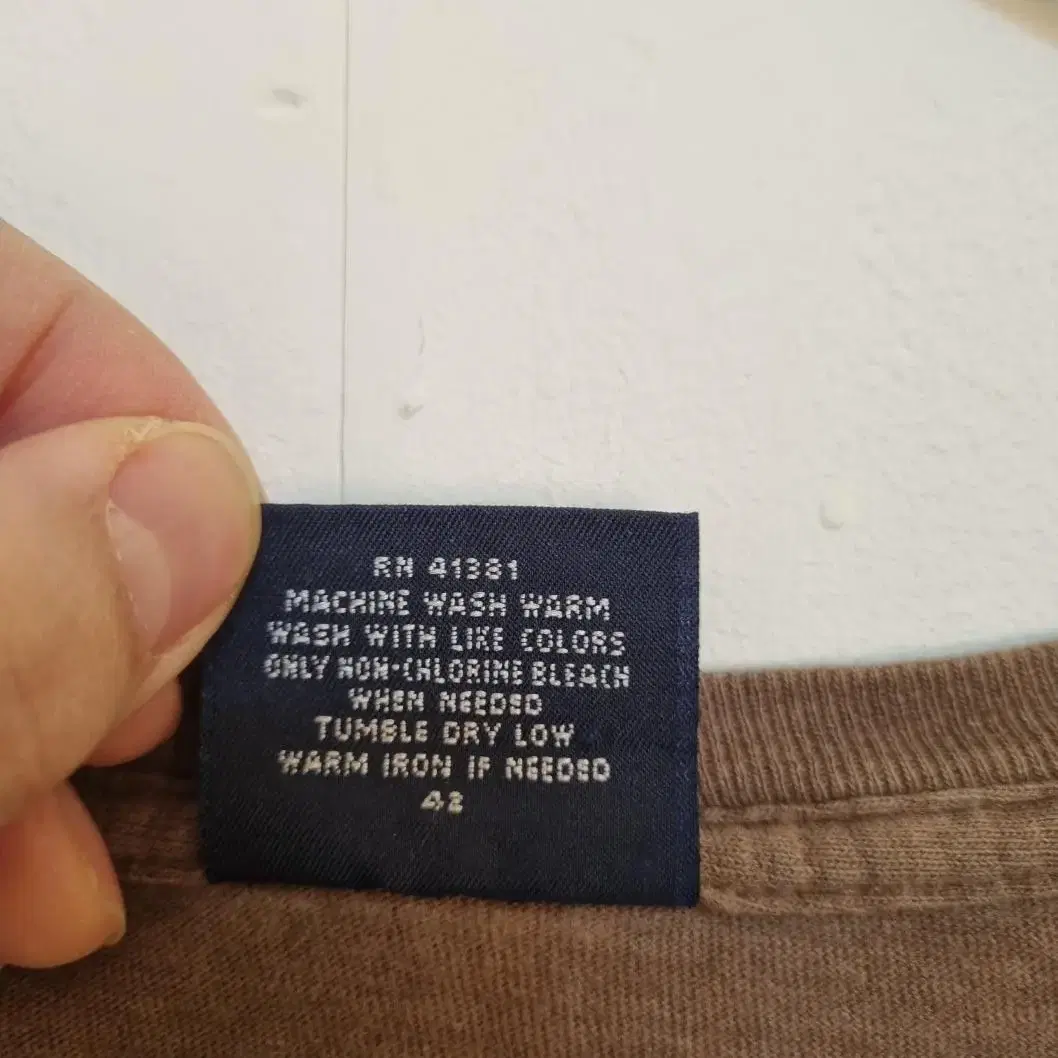 RN 41381
MACHINE WASH WARM
WASH WITH LIKE COLORS
ONLY NON-CHLORINE BLEACH
WHEN NEEDED
TUMBLE DRY LOW
WARM IRON IF NEEDED
42